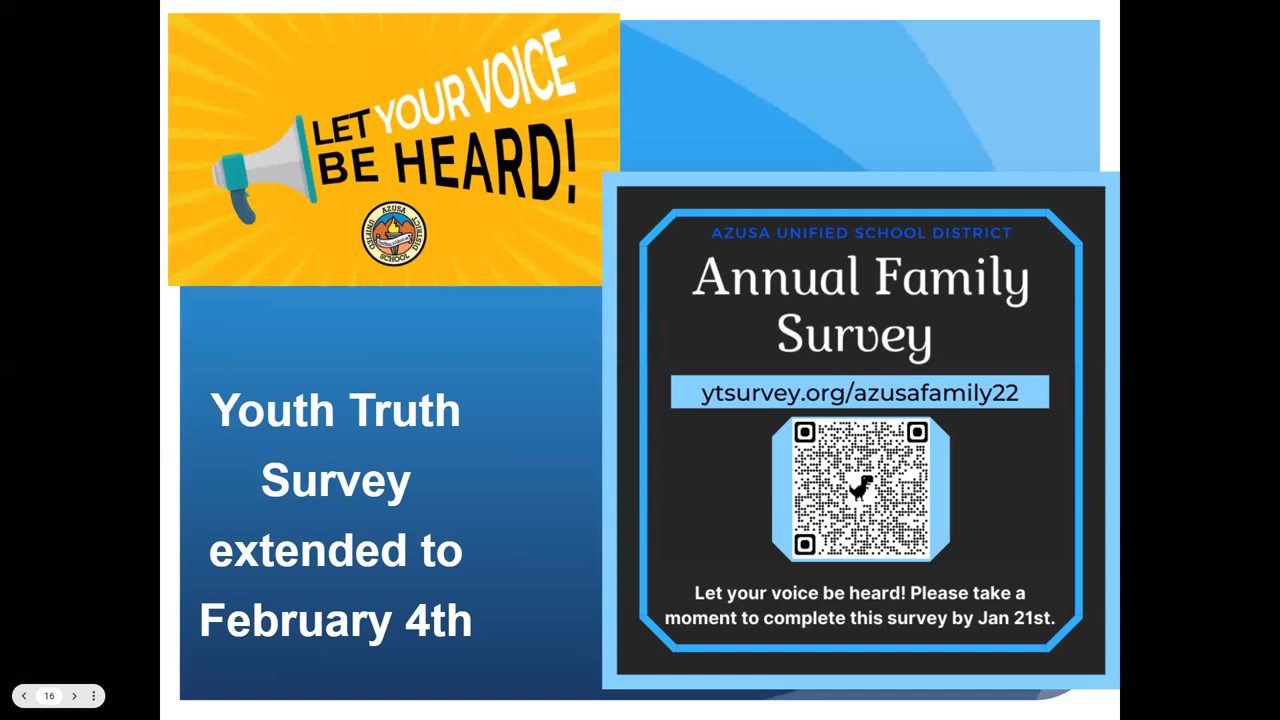 LET YOUR VOICE
BE HEARD!
AZUSA
UNIFIED
SCHOOL
DISTRICT
Youth Truth
Survey
extended to
February 4th
AZUSA UNIFIED SCHOOL DISTRICT
Annual Family
Survey
ytsurvey.org/azusafamily22
Let your voice be heard! Please take a
moment to complete this survey by Jan 21st.
16